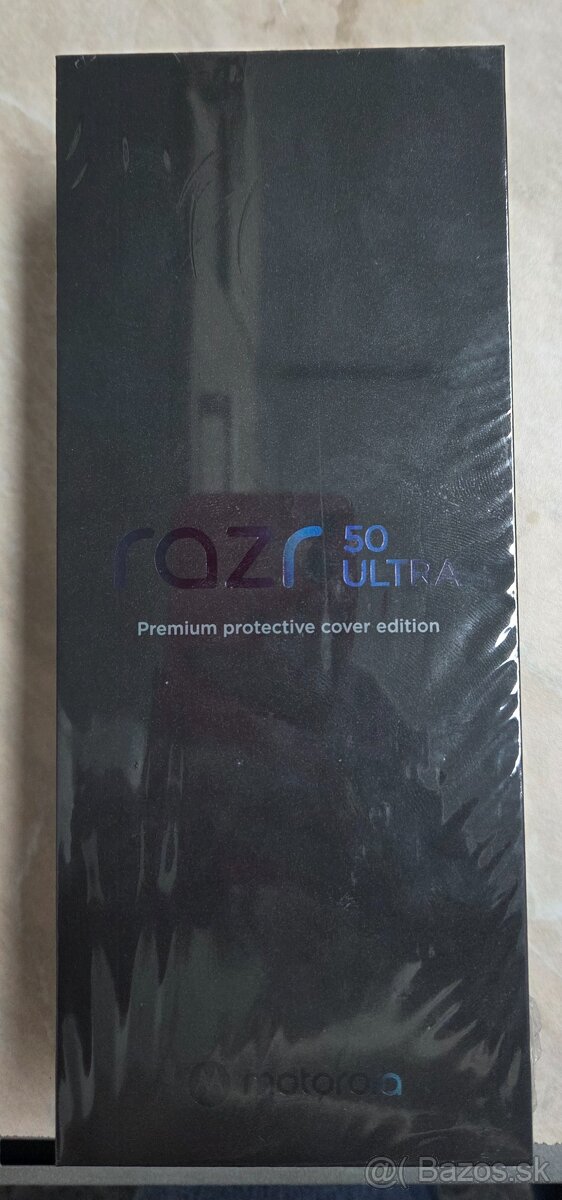 razr 50
ULTRA
Premium protective cover edition
motorola
@( Bazos.sk